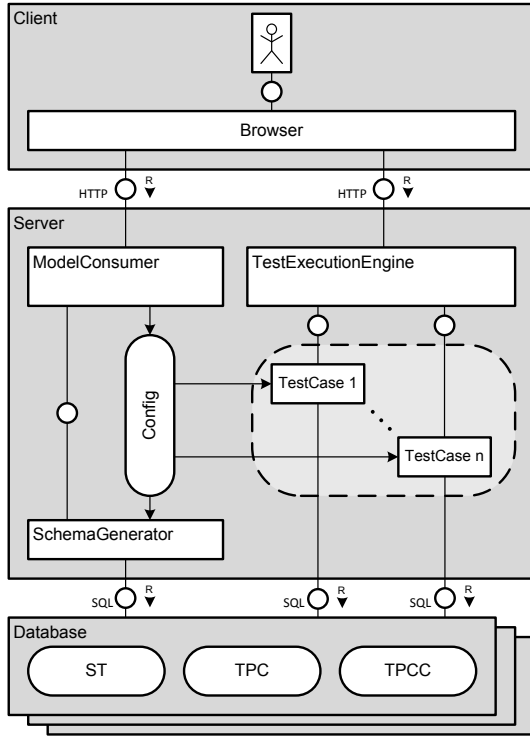 Client
Browser
HTTP
R
HTTP
R
Server
ModelConsumer
TestExecutionEngine
Config
TestCase 1
TestCase n
SchemaGenerator
SQL
R
SQL
R
SQL
R
Database
ST
TPC
TPCC